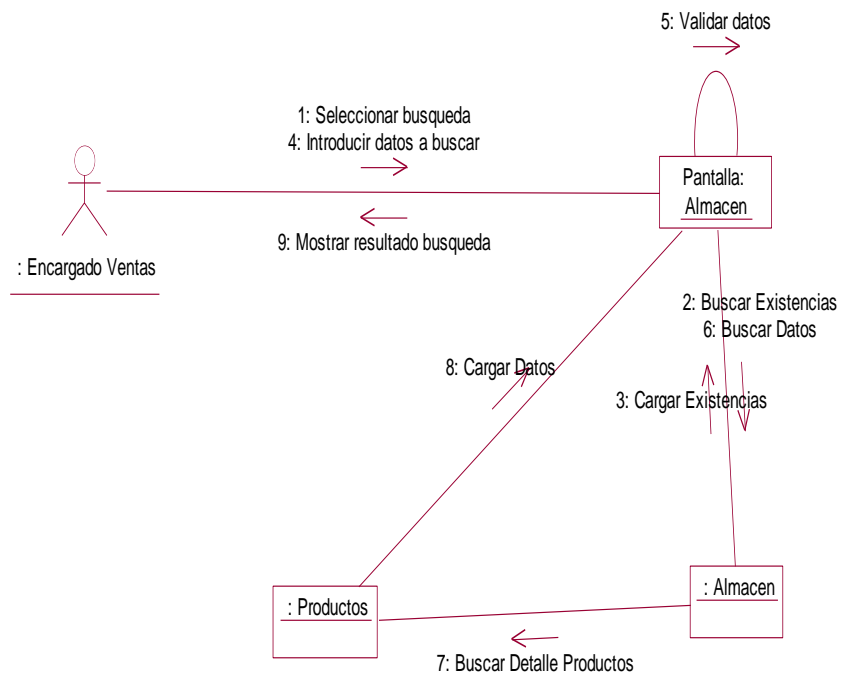 5: Validar datos
1: Seleccionar busqueda
4: Introducir datos a buscar
Pantalla:
Almacen
9: Mostrar resultado busqueda
: Encargado Ventas
2: Buscar Existencias
6: Buscar Datos
8: Cargar Datos
3: Cargar Existencias
: Almacen
: Productos
7: Buscar Detalle Productos